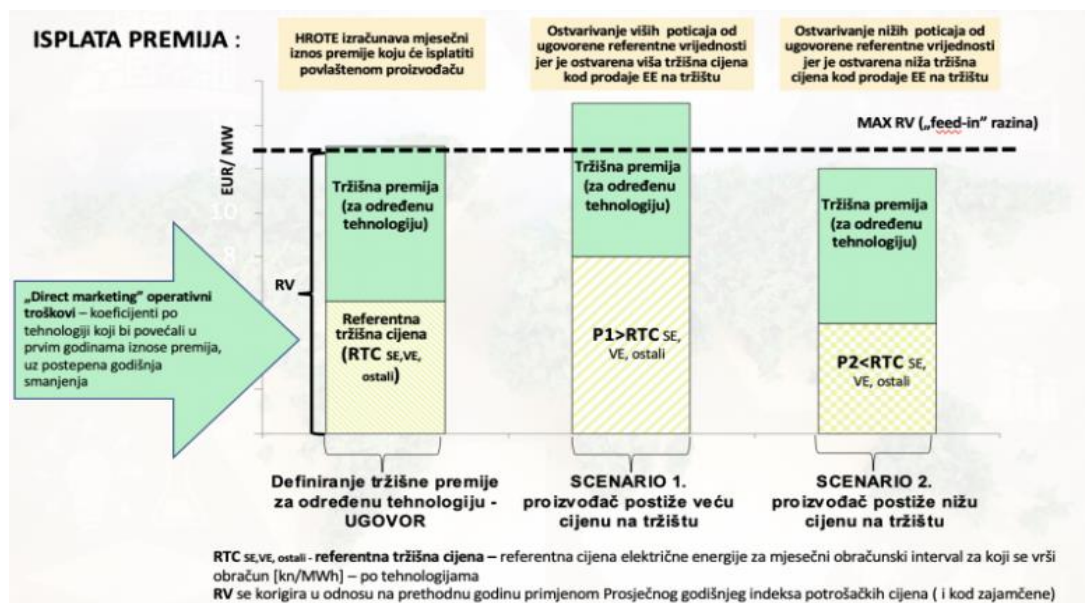 ISPLATA PREMIJA :
HROTE izračunava mjesečni
iznos premije koju će isplatiti
povlaštenom proizvođaču
Ostvarivanje viših poticaja od
ugovorene referentne vrijednosti
jer je ostvarena viša tržišna cijena
kod prodaje EE na tržištu
Ostvarivanje nižih poticaja od
ugovorene referentne vrijednosti
jer je ostvarena niža tržišna
cijena kod prodaje EE na tržištu
MAX RV („feed-in” razina)
EUR/ MW
10
8
RV
Tržišna premija
(za određenu
tehnologiju)
Referentna
tržišna cijena
(RTC SE,VE,
ostali)
Tržišna premija
(za određenu
tehnologiju)
P1>RTC SE,
VE, ostali
Tržišna premija
(za određenu
tehnologiju)
P2<RTC SE,
VE, ostali
„Direct marketing” operativni
troškovi – koeficijenti po
tehnologiji koji bi povećali u
prvim godinama iznose premija,
uz postepena godišnja
smanjenja
Definiranje tržišne premije
za određenu tehnologiju -
UGOVOR
SCENARIO 1.
proizvođač postiže veću
cijenu na tržištu
SCENARIO 2.
proizvođač postiže nižu
cijenu na tržištu
RTC SE,VE, ostali - referentna tržišna cijena – referentna cijena električne energije za mjesečni obračunski interval za koji se vrši
obračun [kn/MWh] – po tehnologijama
RV se korigira u odnosu na prethodnu godinu primjenom Prosječnog godišnjeg indeksa potrošačkih cijena ( i kod zajamčene)